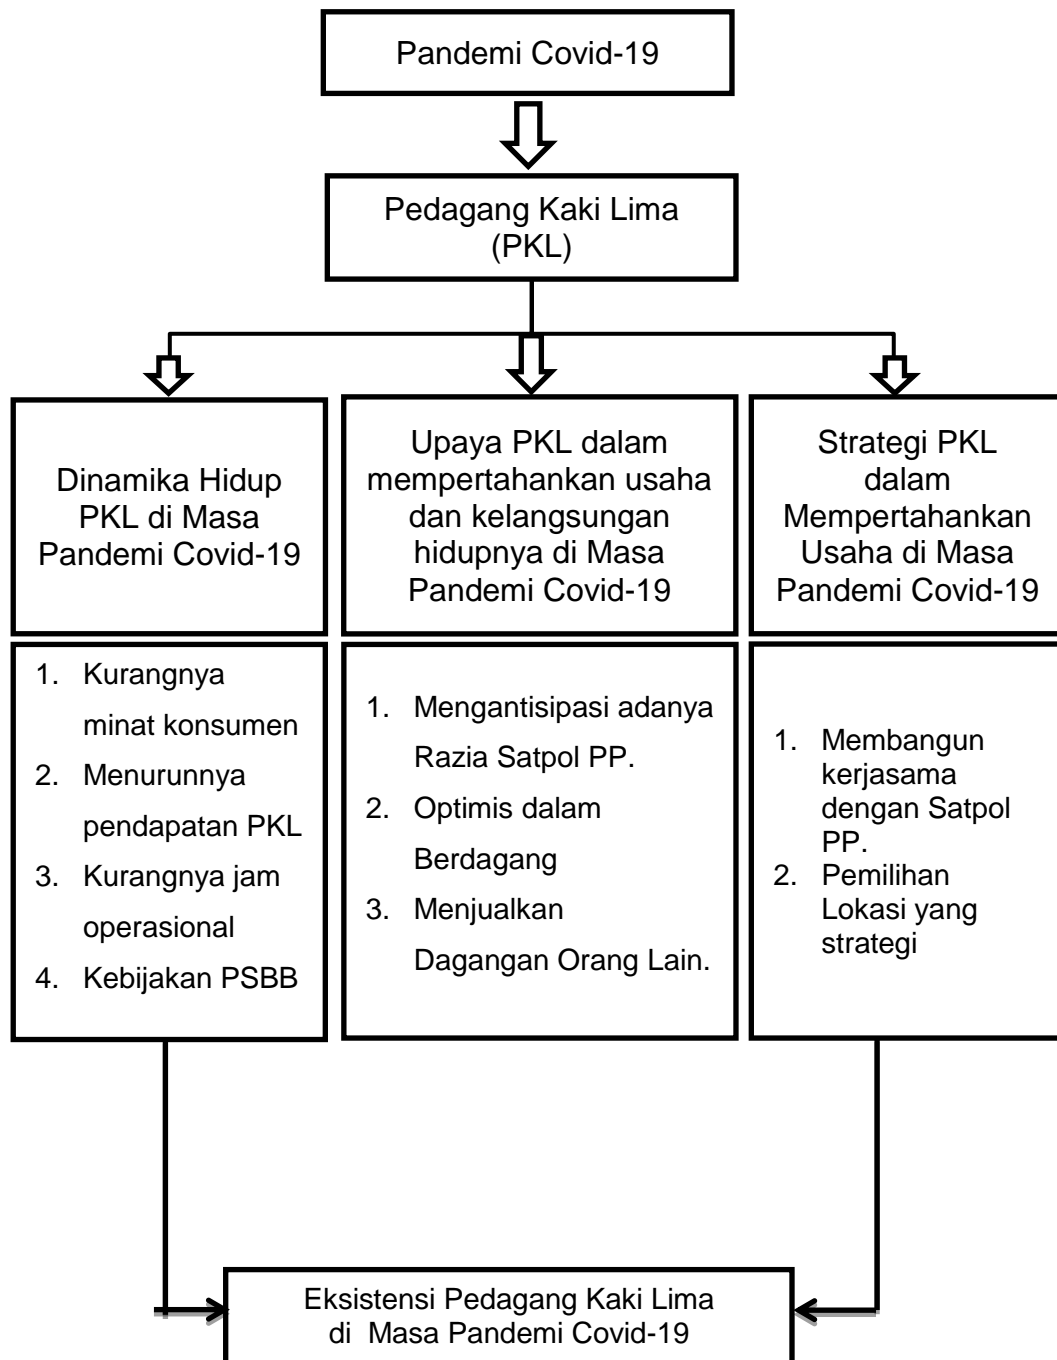 Pandemi Covid-19
Pedagang Kaki Lima
(PKL)
Dinamika Hidup
PKL di Masa
Pandemi Covid-19
Upaya PKL dalam
mempertahankan usaha
dan kelangsungan
hidupnya di Masa
Pandemi Covid-19
Strategi PKL
dalam
Mempertahankan
Usaha di Masa
Pandemi Covid-19
1. Kurangnya
minat konsumen
2. Menurunnya
pendapatan PKL
3. Kurangnya jam
operasional
4. Kebijakan PSBB
1. Mengantisipasi adanya
Razia Satpol PP.
2. Optimis dalam
Berdagang
3. Menjualkan
Dagangan Orang Lain.
1. Membangun
kerjasama
dengan Satpol
PP.
2. Pemilihan
Lokasi yang
strategi
Eksistensi Pedagang Kaki Lima
di Masa Pandemi Covid-19